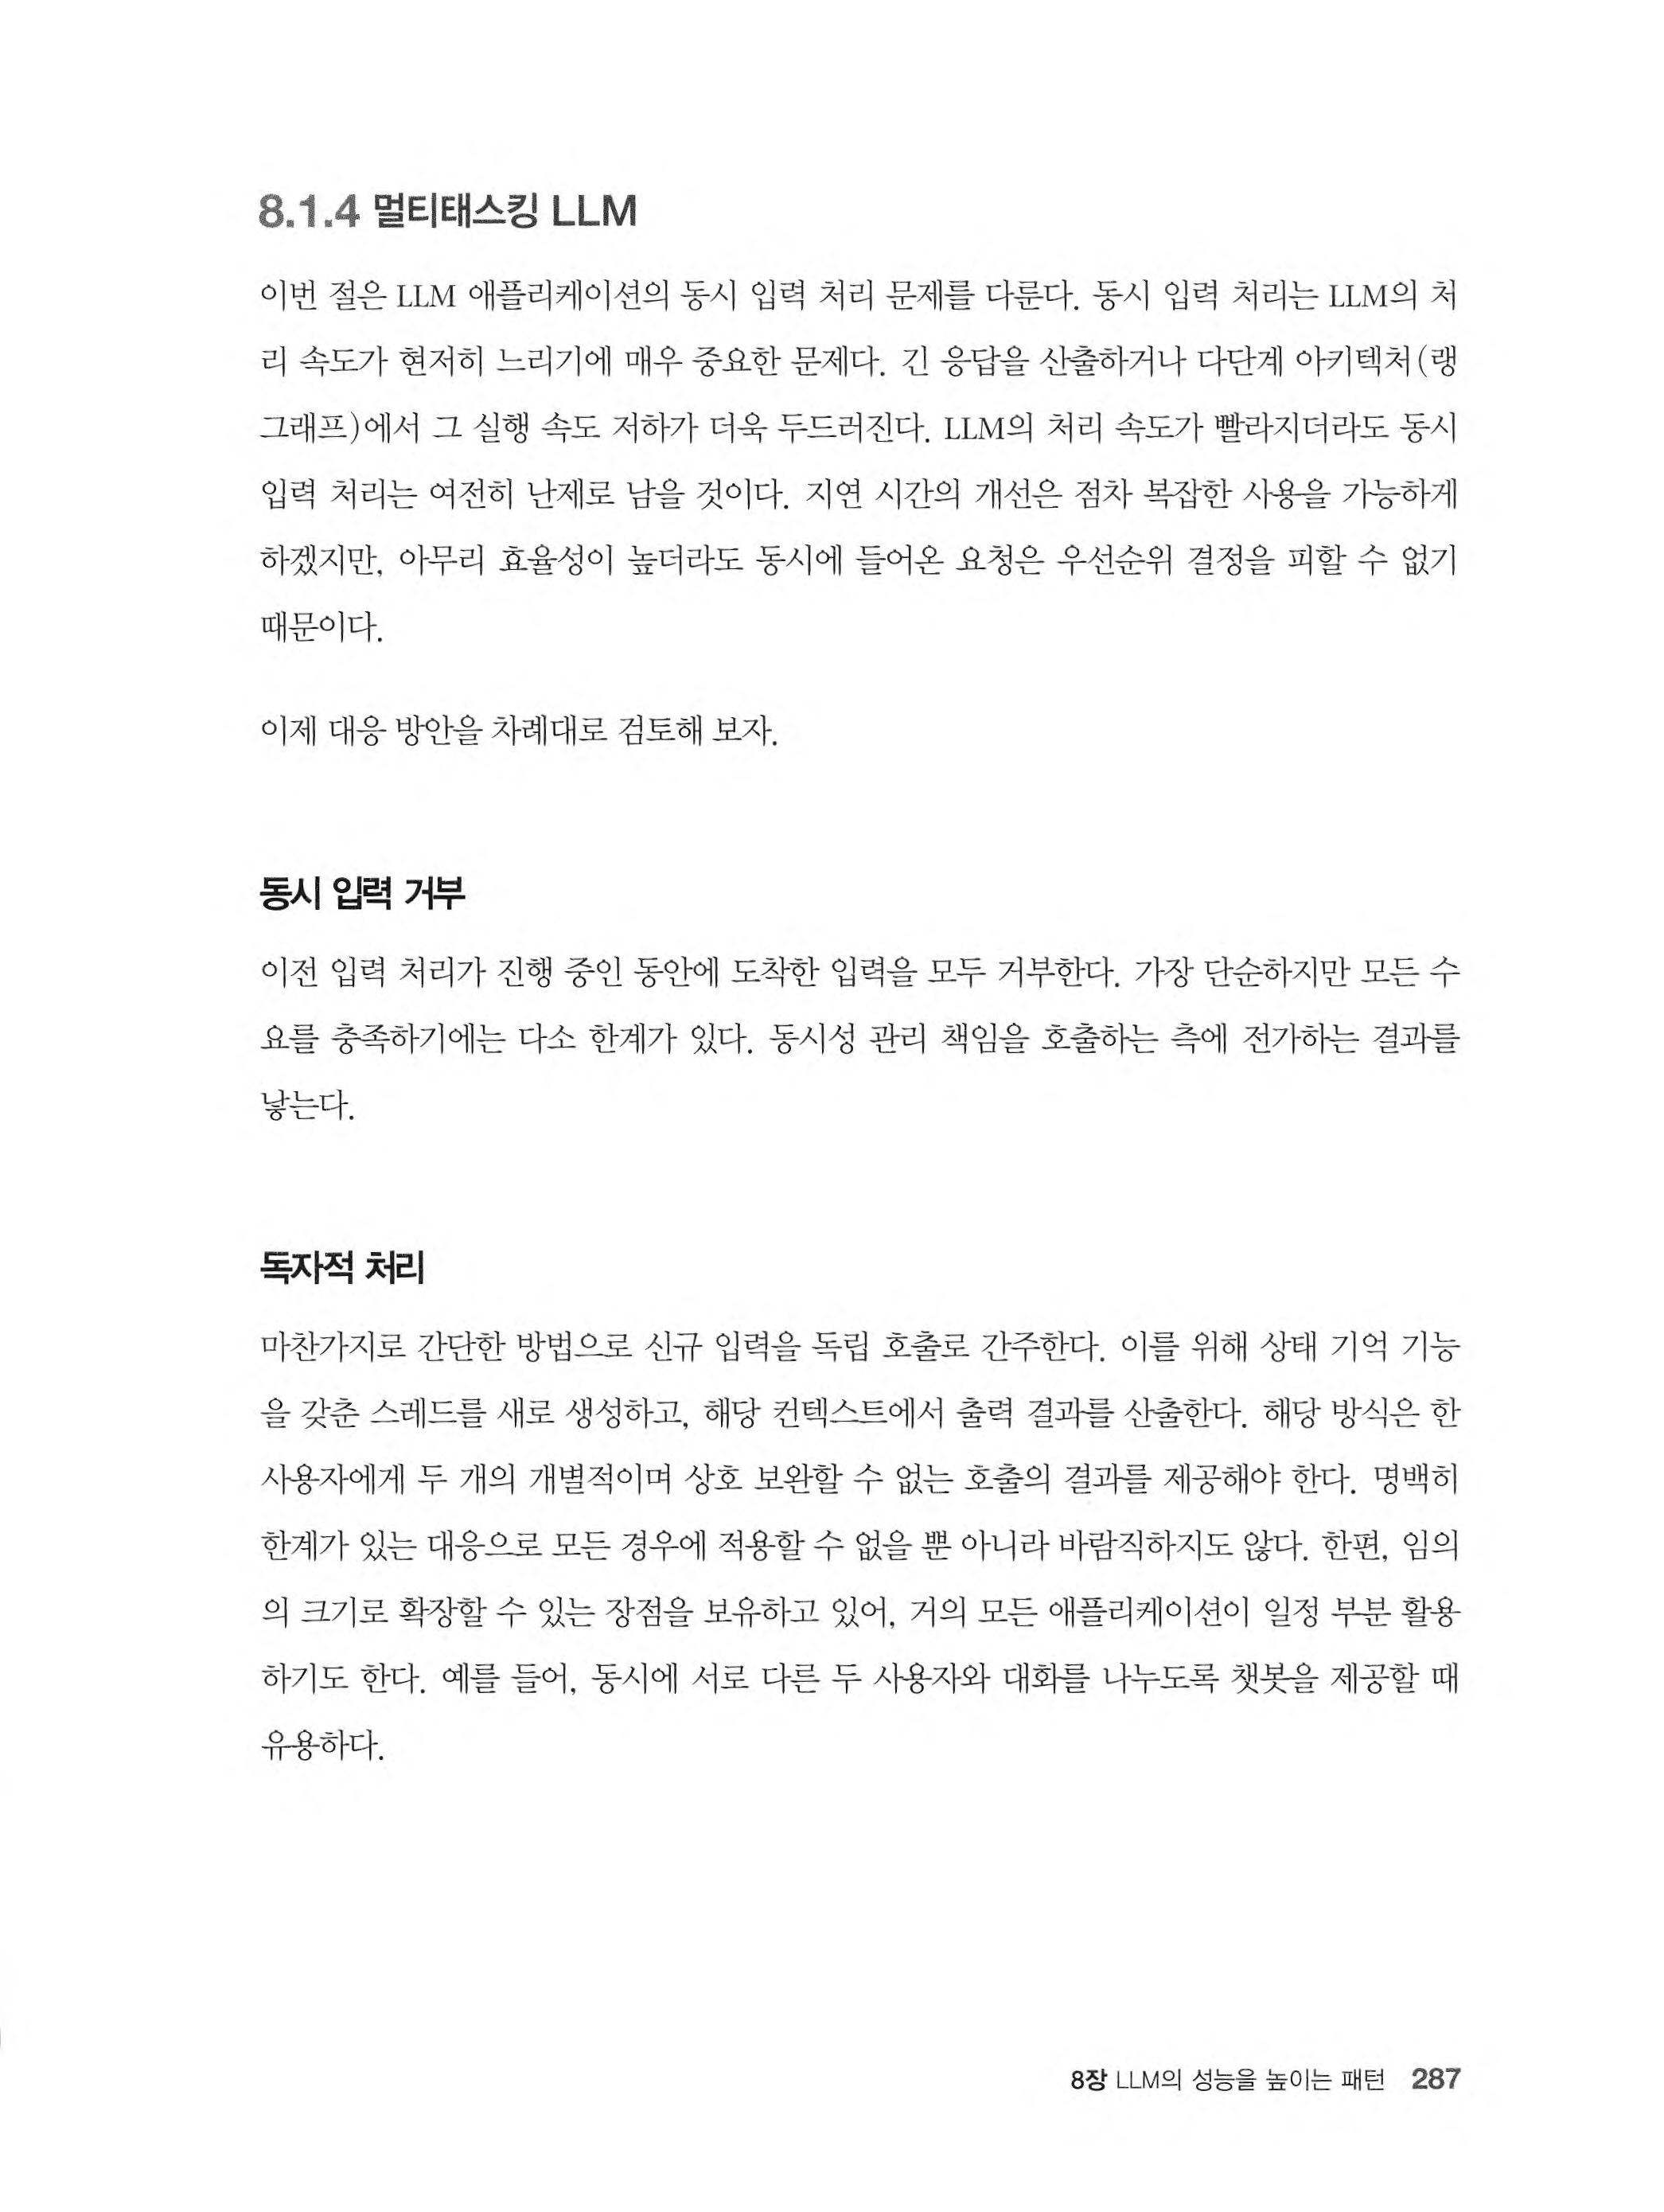 8.1.4 멀티태스킹 LLM
이번 절은 LLM 애플리케이션의 동시 입력 처리 문제를 다룬다. 동시 입력 처리는 LLM의 처
리 속도가 현저히 느리기에 매우 중요한 문제다. 긴 응답을 산출하거나 다단계 아키텍처(랭
그래프)에서 그 실행 속도 저하가 더욱 두드러진다. LLM의 처리 속도가 빨라지더라도 동시
입력 처리는 여전히 난제로 남을 것이다. 지연 시간의 개선은 점차 복잡한 사용을 가능하게
하겠지만, 아무리 효율성이 높더라도 동시에 들어온 요청은 우선순위 결정을 피할 수 없기
때문이다.
이제 대응 방안을 차례대로 검토해 보자.
동시 입력 거부
이전 입력 처리가 진행 중인 동안에 도착한 입력을 모두 거부한다. 가장 단순하지만 모든 수
요를 충족하기에는 다소 한계가 있다. 동시성 관리 책임을 호출하는 측에 전가하는 결과를
낳는다.
독자적 처리
마찬가지로 간단한 방법으로 신규 입력을 독립 호출로 간주한다. 이를 위해 상태 기억 기능
을 갖춘 스레드를 새로 생성하고, 해당 컨텍스트에서 출력 결과를 산출한다. 해당 방식은 한
사용자에게 두 개의 개별적이며 상호 보완할 수 없는 호출의 결과를 제공해야 한다. 명백히
한계가 있는 대응으로 모든 경우에 적용할 수 없을 뿐 아니라 바람직하지도 않다. 한편, 임의
의 크기로 확장할 수 있는 장점을 보유하고 있어, 거의 모든 애플리케이션이 일정 부분 활용
하기도 한다. 예를 들어, 동시에 서로 다른 두 사용자와 대화를 나누도록 챗봇을 제공할 때
유용하다.
8장 LLM의 성능을 높이는 패턴 287